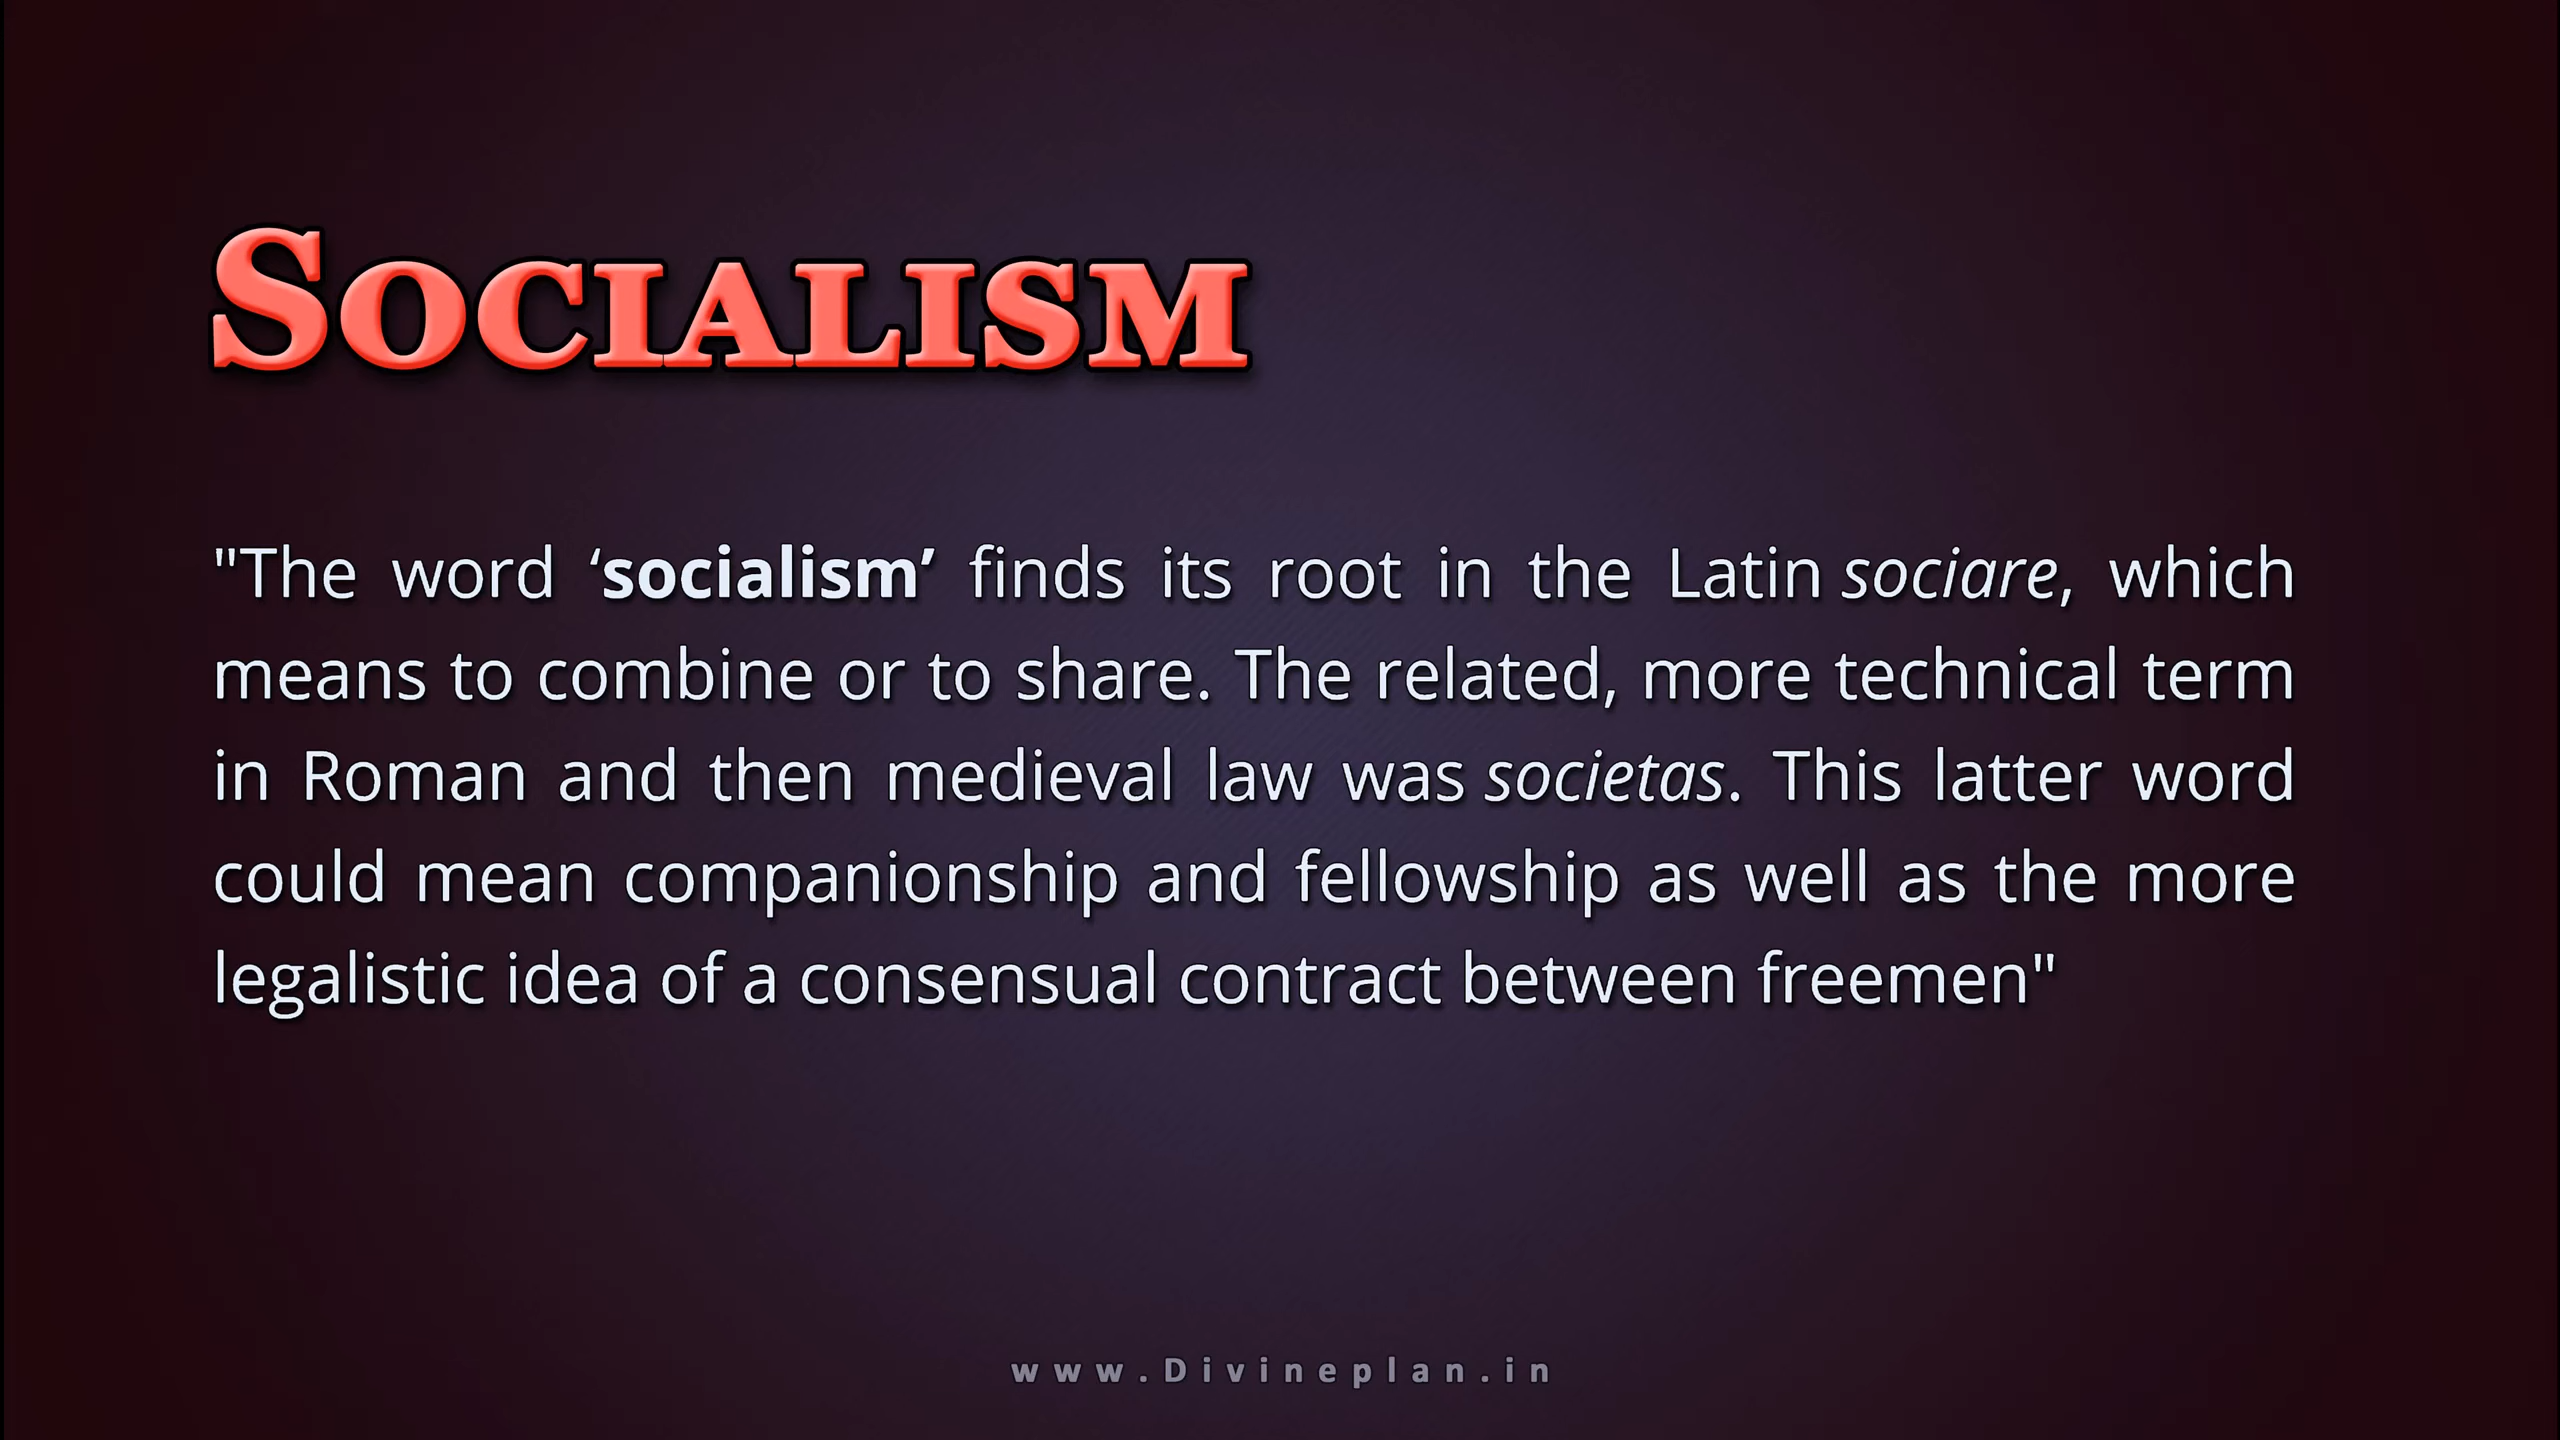 Socialism
"The word ‘socialism’ finds its root in the Latin sociare, which
means to combine or to share. The related, more technical term
in Roman and then medieval law was societas. This latter word
could mean companionship and fellowship as well as the more
legalistic idea of a consensual contract between freemen"
www.Divineplan.in